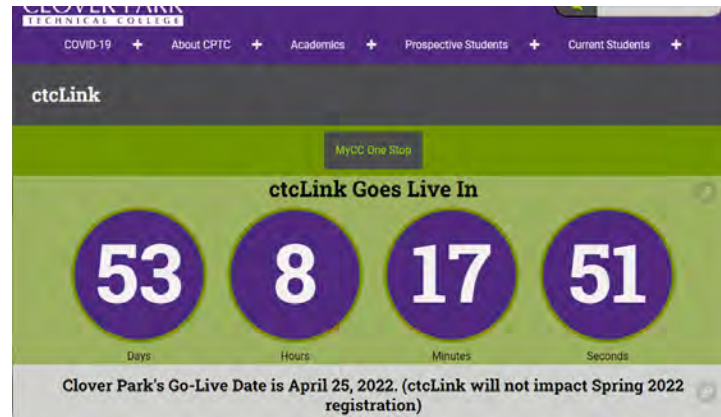 CLOVER PARK
TECHNICAL COLLEGE
COVID-19 + About CPTC + Academics + Prospective Students + Current Students +
ctcLink
MyCC One Stop
ctcLink Goes Live In
53 8 17 51
Days Hours Minutes Seconds
Clover Park's Go-Live Date is April 25, 2022. (ctcLink will not impact Spring 2022
registration)